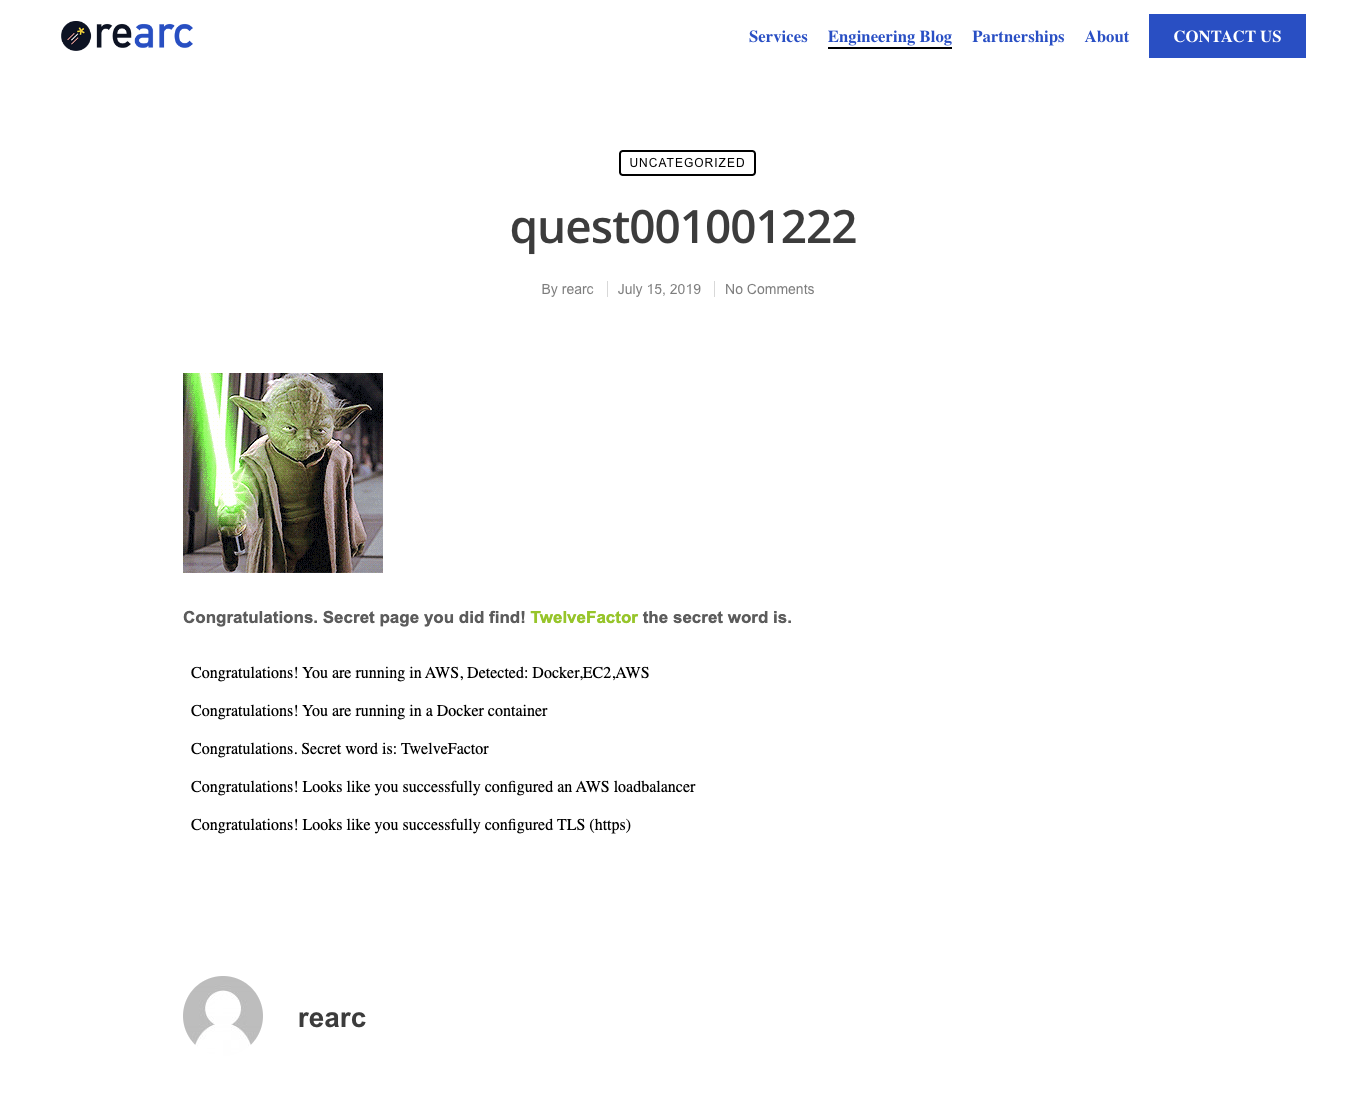 rearc
Services Engineering Blog Partnerships About CONTACT US
UNCATEGORIZED
quest001001222
By rearc July 15, 2019 No Comments
Congratulations. Secret page you did find! TwelveFactor the secret word is.
Congratulations! You are running in AWS, Detected: Docker,EC2,AWS
Congratulations! You are running in a Docker container
Congratulations. Secret word is: TwelveFactor
Congratulations! Looks like you successfully configured an AWS loadbalancer
Congratulations! Looks like you successfully configured TLS (https)
rearc